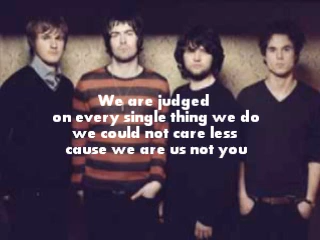 We are judged
on every single thing we do
we could not care less
cause we are us not you